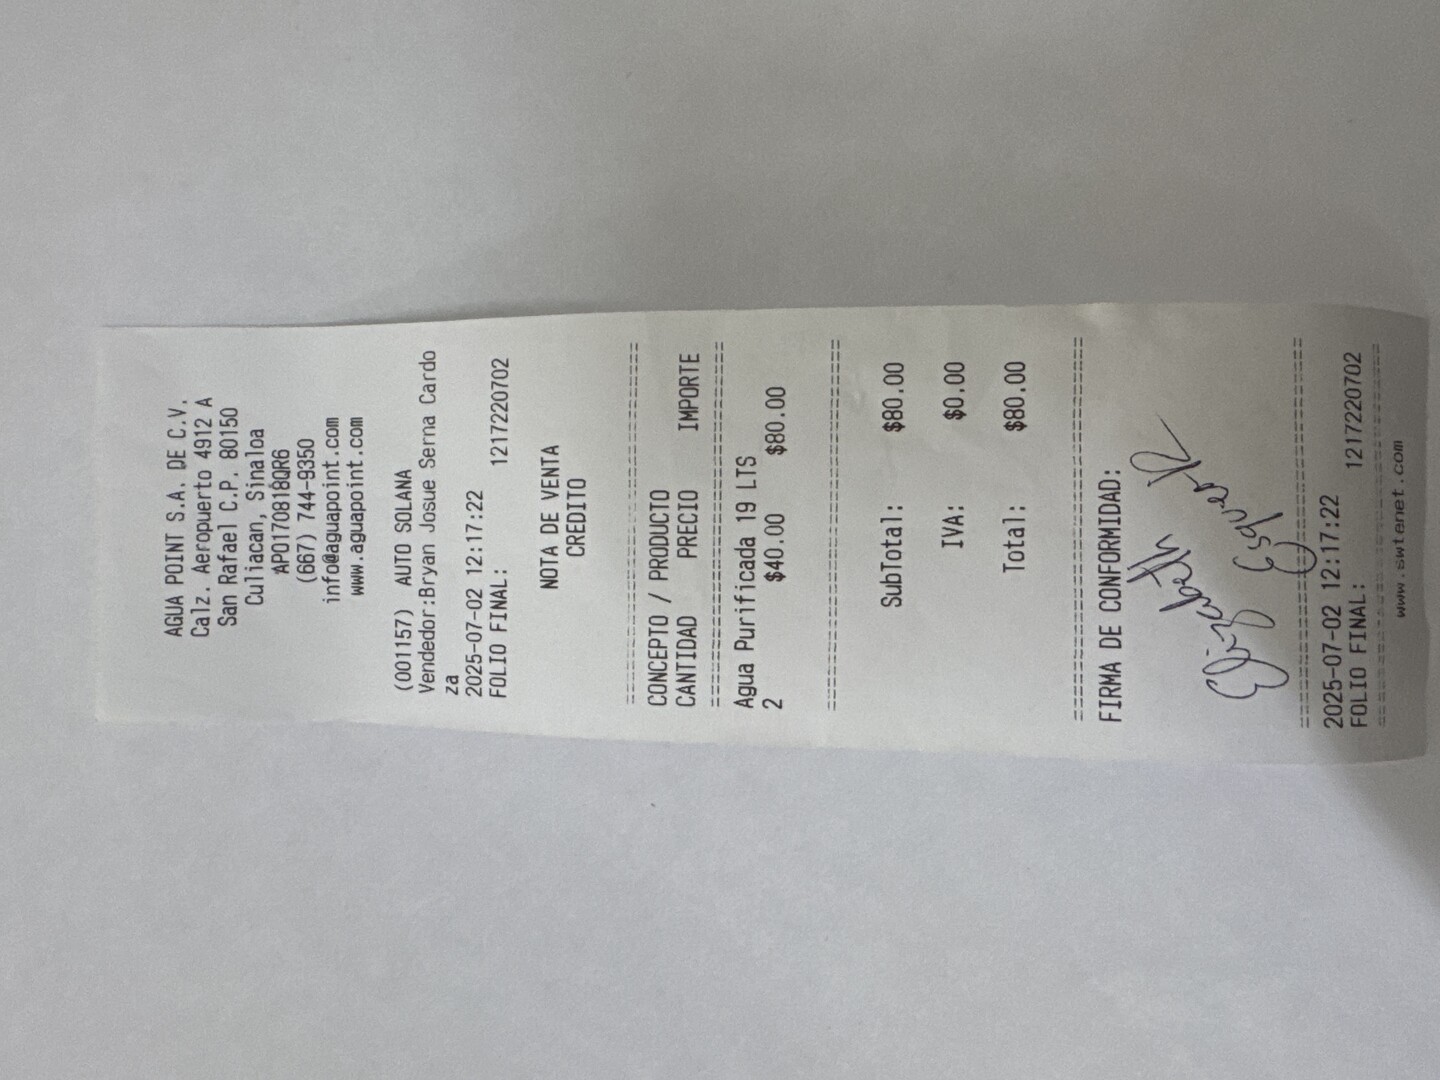 AGUA POINT S.A. DE C.V.
Calz. Aeropuerto 4912 A
San Rafael C.P. 80150
Culiacan, Sinaloa
APO170818QR6
(667) 744-9350
info@aguapoint.com
www.aguapoint.com
(001157) AUTO SOLANA
Vendedor:Bryan Josue Serna Cardo
za
2025-07-02 12:17:22
FOLIO FINAL: 1217220702
NOTA DE VENTA
CREDITO
================================
CONCEPTO / PRODUCTO
CANTIDAD PRECIO IMPORTE
================================
Agua Purificada 19 LTS
2 $40.00 $80.00
================================
SubTotal: $80.00
IVA: $0.00
Total: $80.00
================================
FIRMA DE CONFORMIDAD:
Elizabeth Esquer R
================================
2025-07-02 12:17:22
FOLIO FINAL: 1217220702
================================
www.swtenet.com